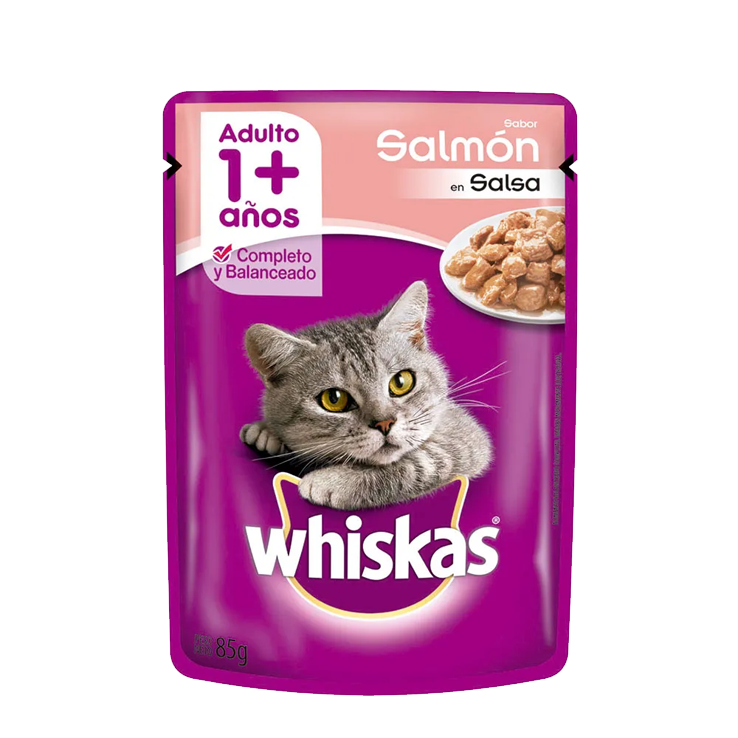 Adulto
1+
años
Completo
y Balanceado
Sabor
Salmón
en Salsa
whiskas®
85g